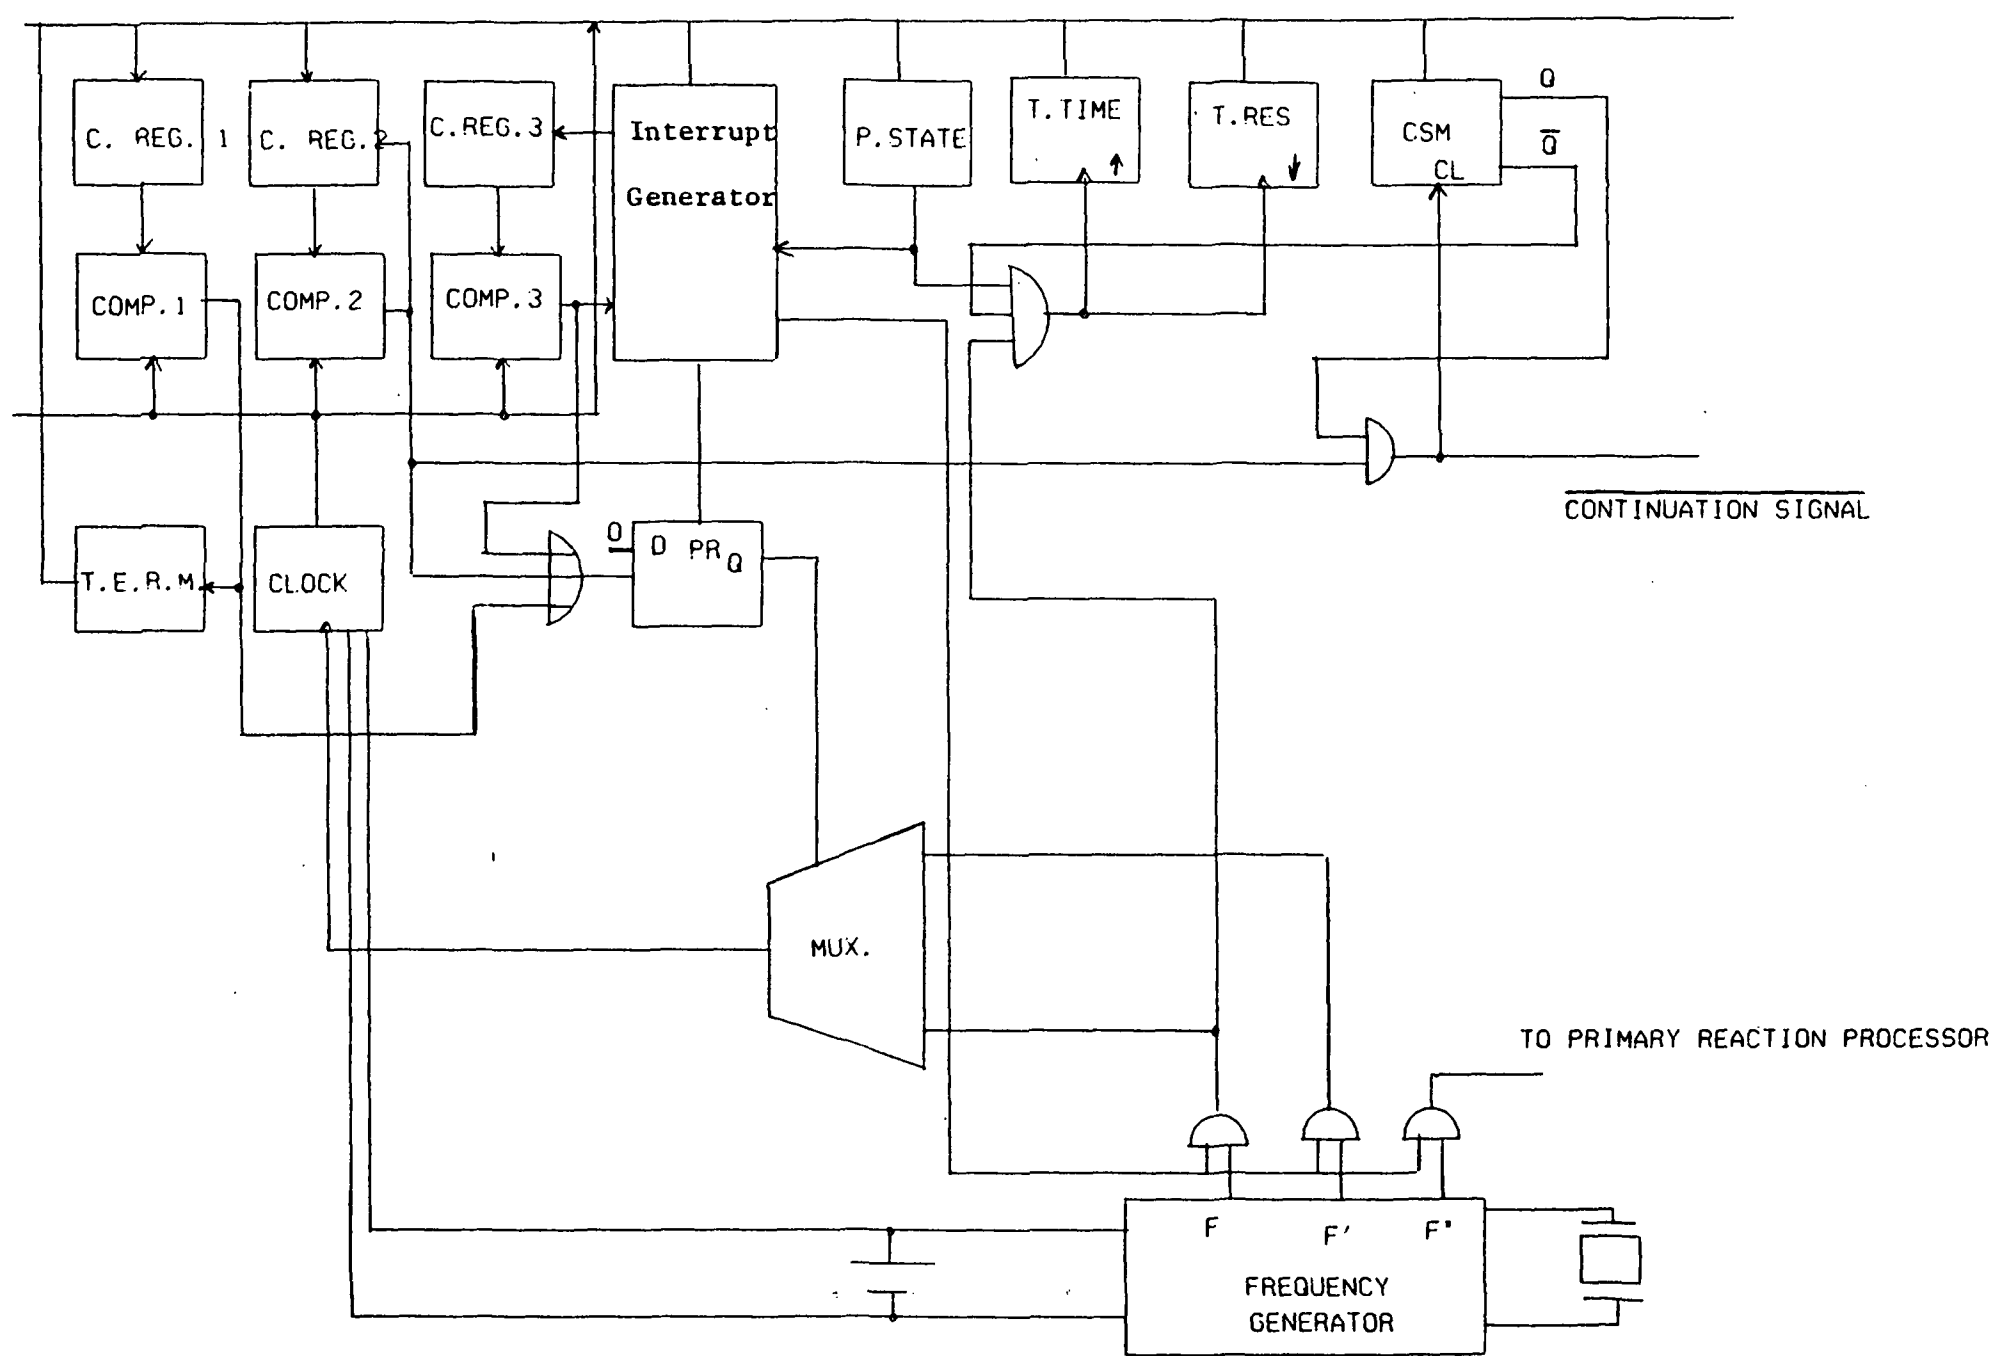 C. REG. 1
C. REG.2
C.REG.3
Interrupt
Generator
P.STATE
T.TIME
T.RES
CSM
CL
Q
Q̅
COMP.1
COMP.2
COMP.3
CONTINUATION SIGNAL
T.E.R.M.
CLOCK
0
D PR Q
MUX.
TO PRIMARY REACTION PROCESSOR
F F' F"
FREQUENCY
GENERATOR